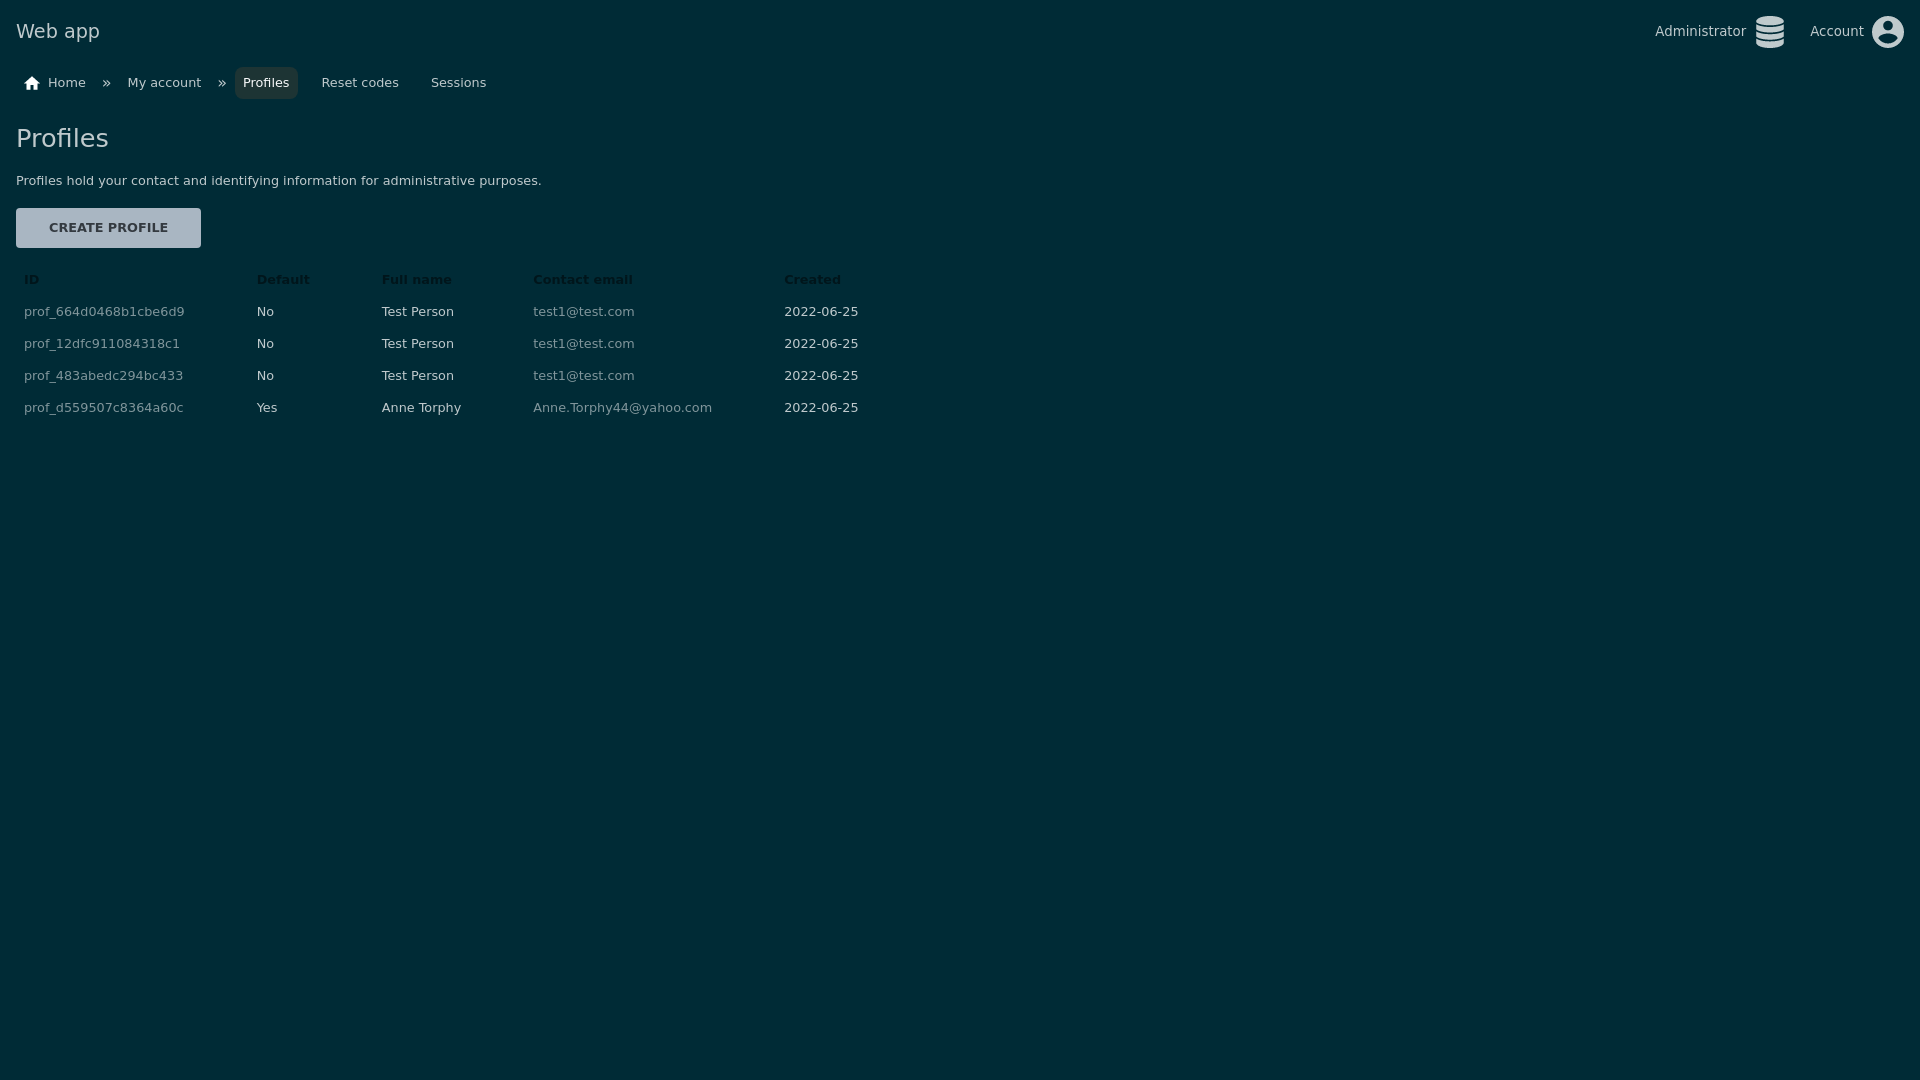 Web app
Administrator
Account
Home » My account » Profiles Reset codes Sessions
Profiles
Profiles hold your contact and identifying information for administrative purposes.
CREATE PROFILE
ID Default Full name Contact email Created
prof_664d0468b1cbe6d9 No Test Person test1@test.com 2022-06-25
prof_12dfc911084318c1 No Test Person test1@test.com 2022-06-25
prof_483abedc294bc433 No Test Person test1@test.com 2022-06-25
prof_d559507c8364a60c Yes Anne Torphy Anne.Torphy44@yahoo.com 2022-06-25